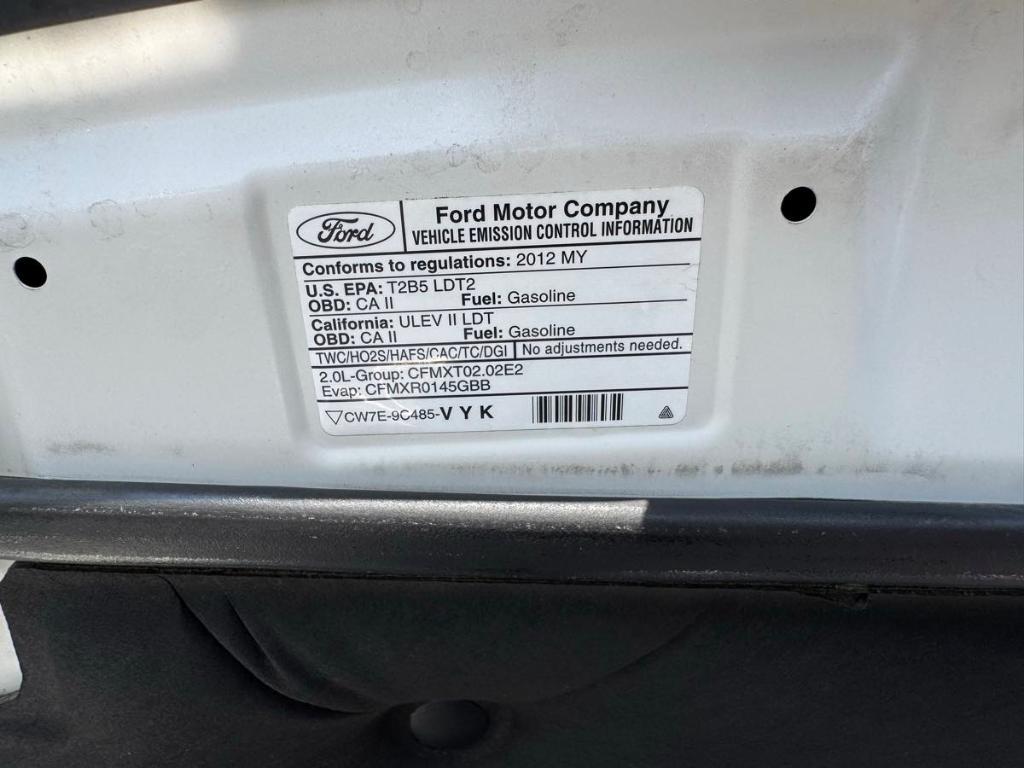 Ford
Ford Motor Company
VEHICLE EMISSION CONTROL INFORMATION
Conforms to regulations: 2012 MY
U.S. EPA: T2B5 LDT2
OBD: CA II Fuel: Gasoline
California: ULEV II LDT
OBD: CA II Fuel: Gasoline
TWC/HO2S/HAFS/CAC/TC/DGI No adjustments needed.
2.0L-Group: CFMXT02.02E2
Evap: CFMXR0145GBB
CW7E-9C485-V Y K